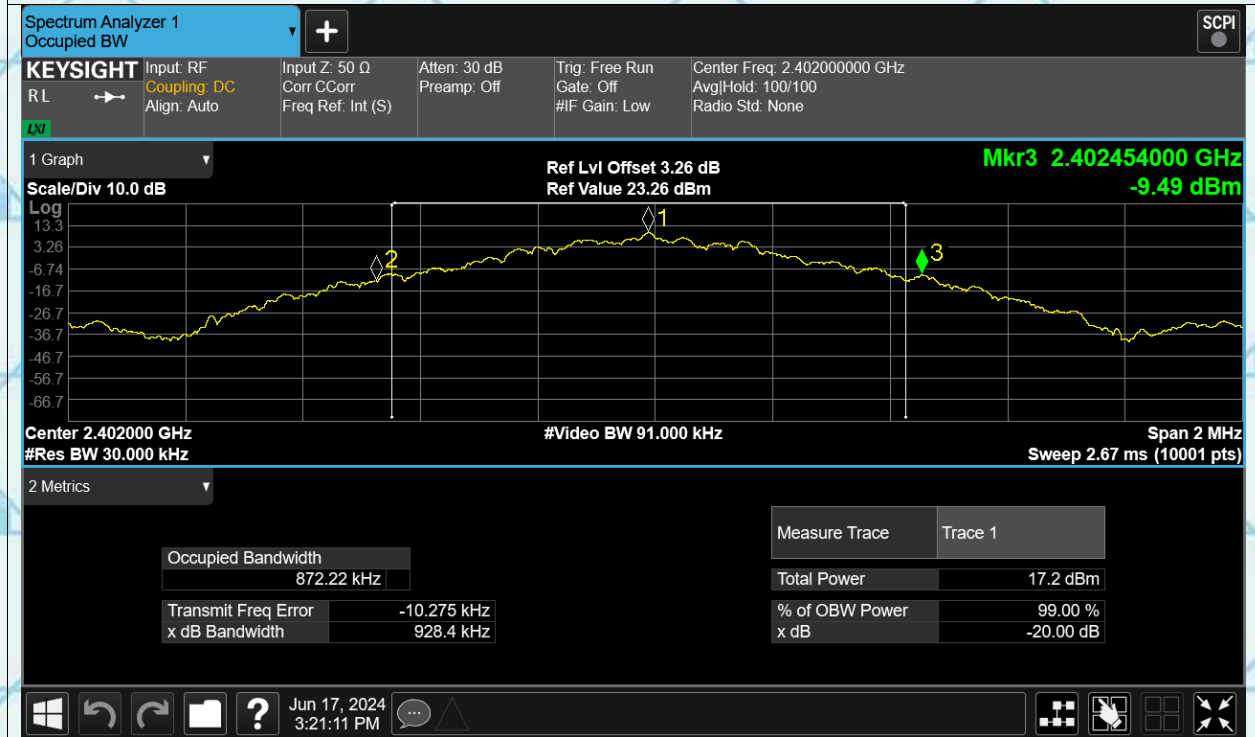 Spectrum Analyzer 1
Occupied BW
+
SCPI
KEYSIGHT
RL
LXI
Input: RF
Coupling: DC
Align: Auto
Input Z: 50 Ω
Corr CCorr
Freq Ref: Int (S)
Atten: 30 dB
Preamp: Off
Trig: Free Run
Gate: Off
#IF Gain: Low
Center Freq: 2.402000000 GHz
Avg|Hold: 100/100
Radio Std: None
1 Graph
Scale/Div 10.0 dB
Ref Lvl Offset 3.26 dB
Ref Value 23.26 dBm
Mkr3 2.402454000 GHz
-9.49 dBm
Log
13.3
3.26
-6.74
-16.7
-26.7
-36.7
-46.7
-56.7
-66.7
1
2
3
Center 2.402000 GHz
#Video BW 91.000 kHz
Span 2 MHz
#Res BW 30.000 kHz
Sweep 2.67 ms (10001 pts)
2 Metrics
Occupied Bandwidth
872.22 kHz
Transmit Freq Error -10.275 kHz
x dB Bandwidth 928.4 kHz
Measure Trace Trace 1
Total Power 17.2 dBm
% of OBW Power 99.00 %
x dB -20.00 dB
?
Jun 17, 2024
3:21:11 PM